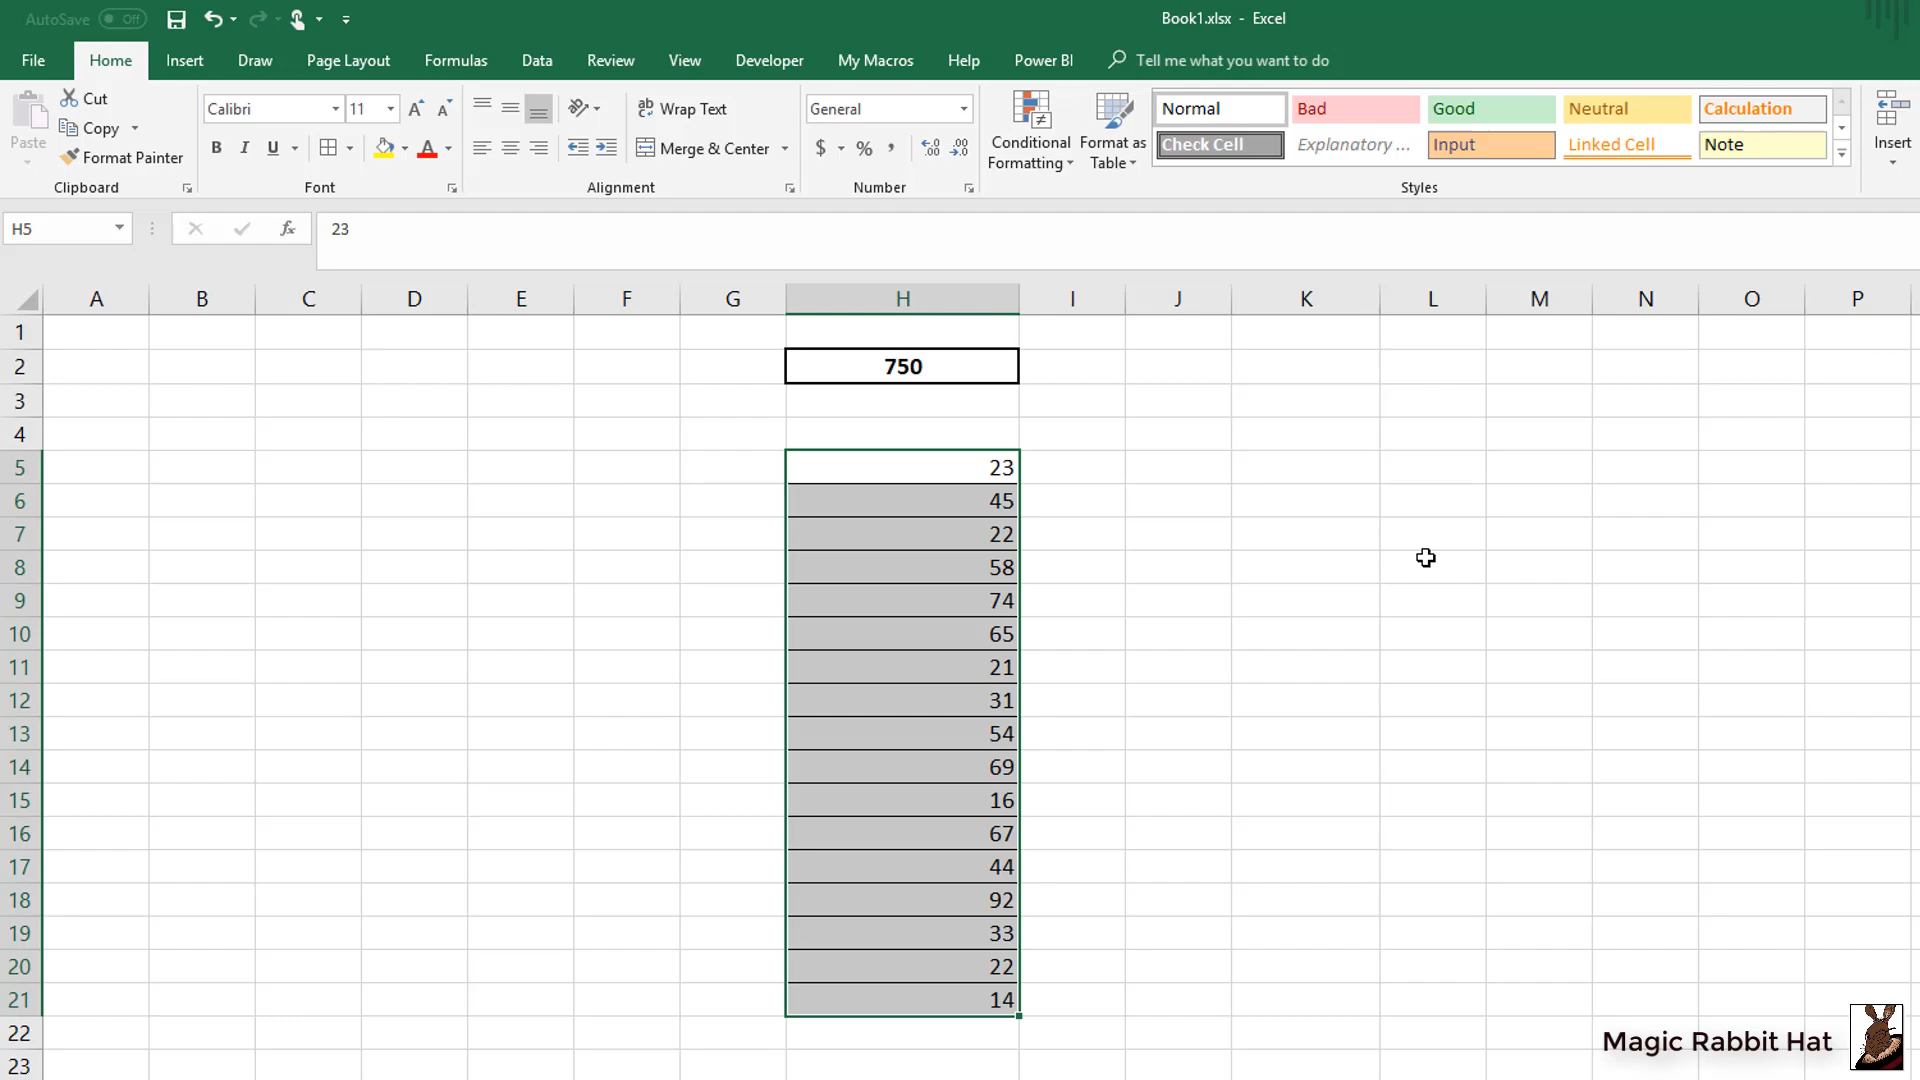 AutoSave Off
Book1.xlsx - Excel
File Home Insert Draw Page Layout Formulas Data Review View Developer My Macros Help Power BI Tell me what you want to do
Paste
Cut
Copy
Format Painter
Clipboard
Calibri 11
B I U
Font
Wrap Text
Merge & Center
Alignment
General
$ % ,
Number
Conditional Formatting
Format as Table
Normal Bad Good Neutral Calculation
Check Cell Explanatory ... Input Linked Cell Note
Styles
Insert
H5 fx 23
A B C D E F G H I J K L M N O P
1
2 750
3
4
5 23
6 45
7 22
8 58
9 74
10 65
11 21
12 31
13 54
14 69
15 16
16 67
17 44
18 92
19 33
20 22
21 14
22
23
Magic Rabbit Hat